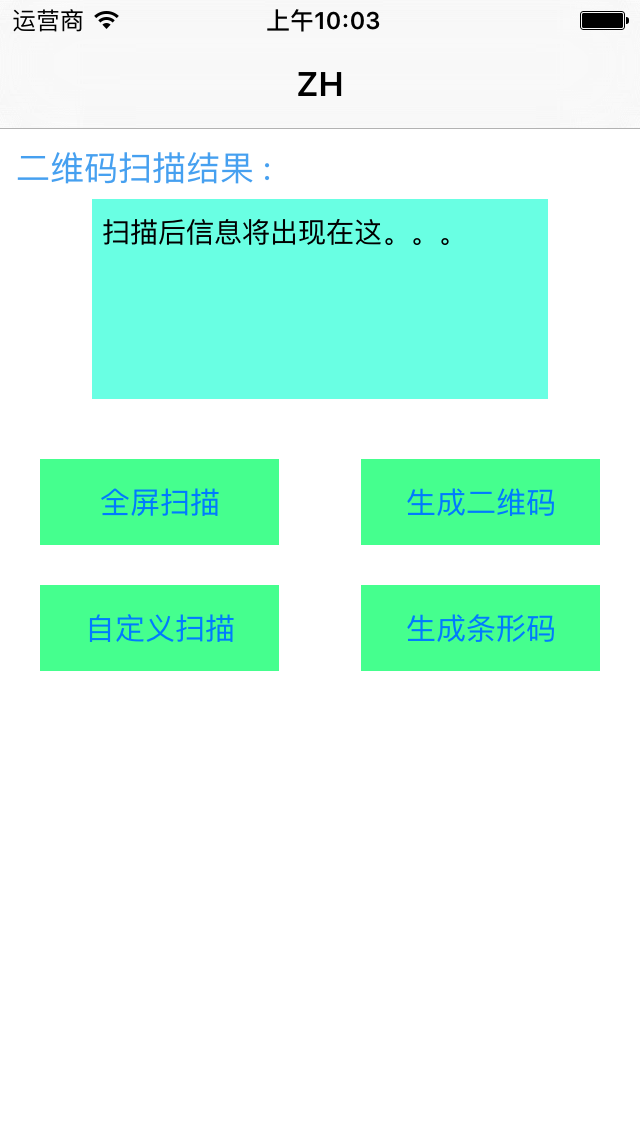 运营商 上午10:03
ZH
二维码扫描结果：
扫描后信息将出现在这。。。
全屏扫描 生成二维码
自定义扫描 生成条形码